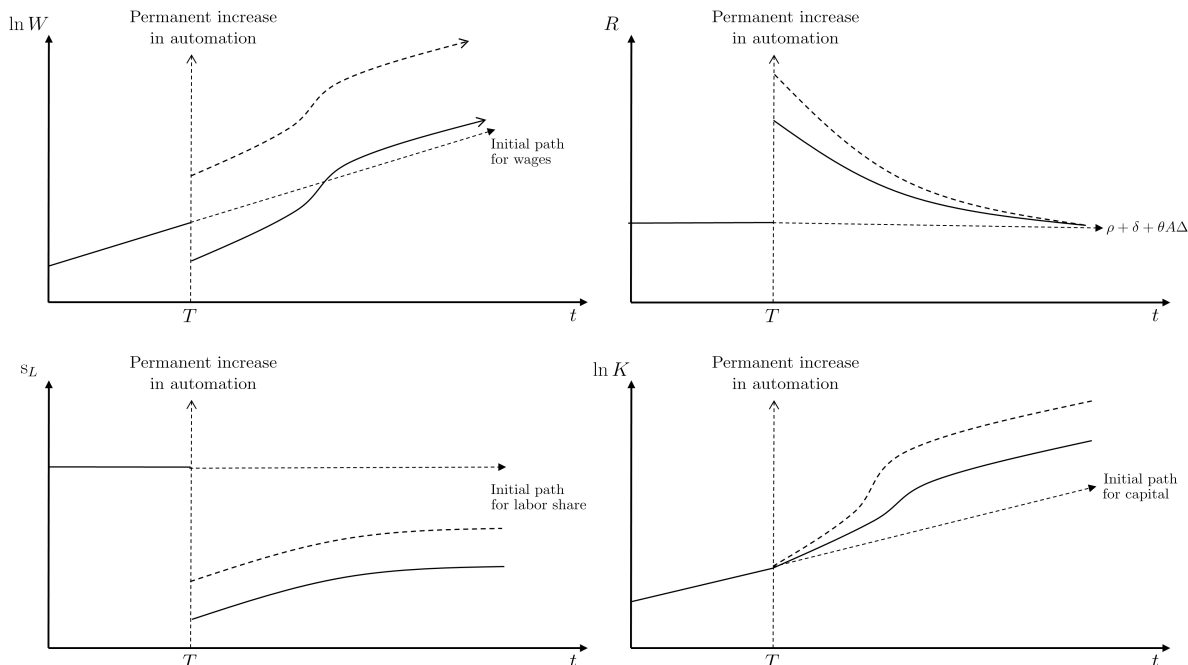 Permanent increase
in automation
ln W
Initial path
for wages
T
t
Permanent increase
in automation
R
ρ + δ + θAΔ
T
t
Permanent increase
in automation
s_L
Initial path
for labor share
T
t
Permanent increase
in automation
ln K
Initial path
for capital
T
t